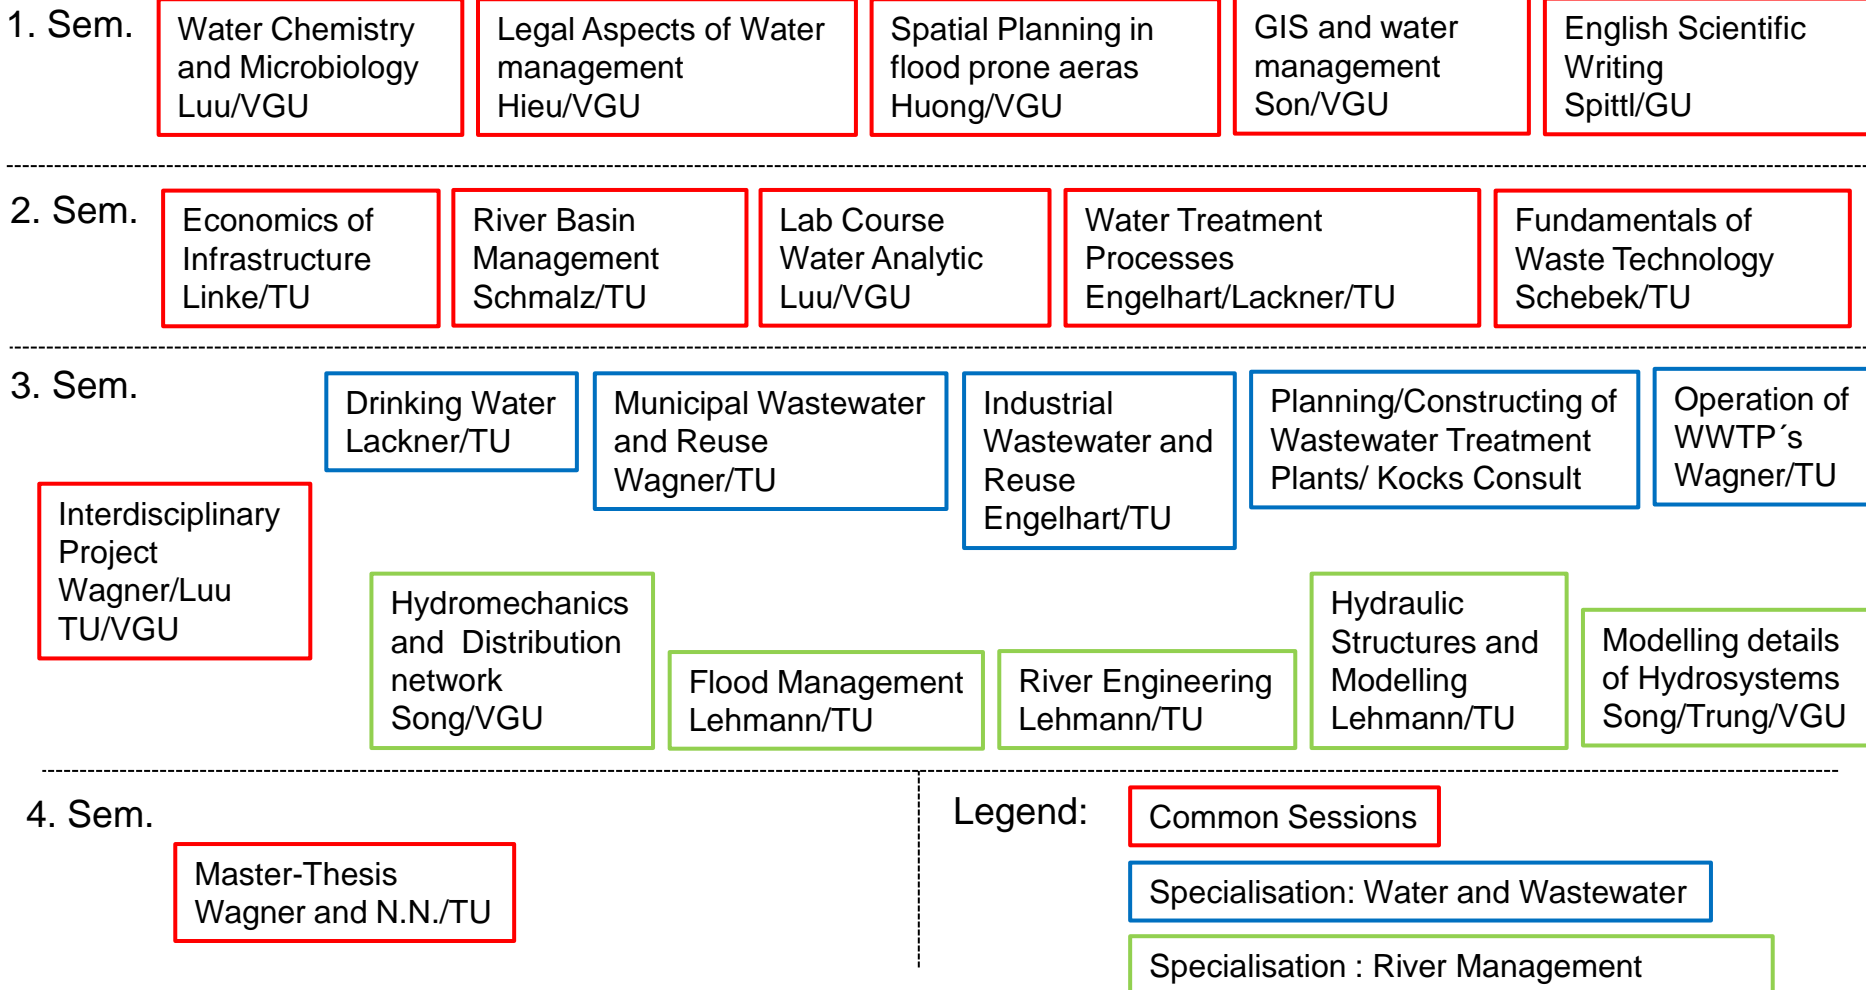 1. Sem.
Water Chemistry
and Microbiology
Luu/VGU
Legal Aspects of Water
management
Hieu/VGU
Spatial Planning in
flood prone aeras
Huong/VGU
GIS and water
management
Son/VGU
English Scientific
Writing
Spittl/GU
2. Sem.
Economics of
Infrastructure
Linke/TU
River Basin
Management
Schmalz/TU
Lab Course
Water Analytic
Luu/VGU
Water Treatment
Processes
Engelhart/Lackner/TU
Fundamentals of
Waste Technology
Schebek/TU
3. Sem.
Interdisciplinary
Project
Wagner/Luu
TU/VGU
Drinking Water
Lackner/TU
Municipal Wastewater
and Reuse
Wagner/TU
Industrial
Wastewater and
Reuse
Engelhart/TU
Planning/Constructing of
Wastewater Treatment
Plants/ Kocks Consult
Operation of
WWTP´s
Wagner/TU
Hydromechanics
and Distribution
network
Song/VGU
Flood Management
Lehmann/TU
River Engineering
Lehmann/TU
Hydraulic
Structures and
Modelling
Lehmann/TU
Modelling details
of Hydrosystems
Song/Trung/VGU
4. Sem.
Master-Thesis
Wagner and N.N./TU
Legend:
Common Sessions
Specialisation: Water and Wastewater
Specialisation : River Management